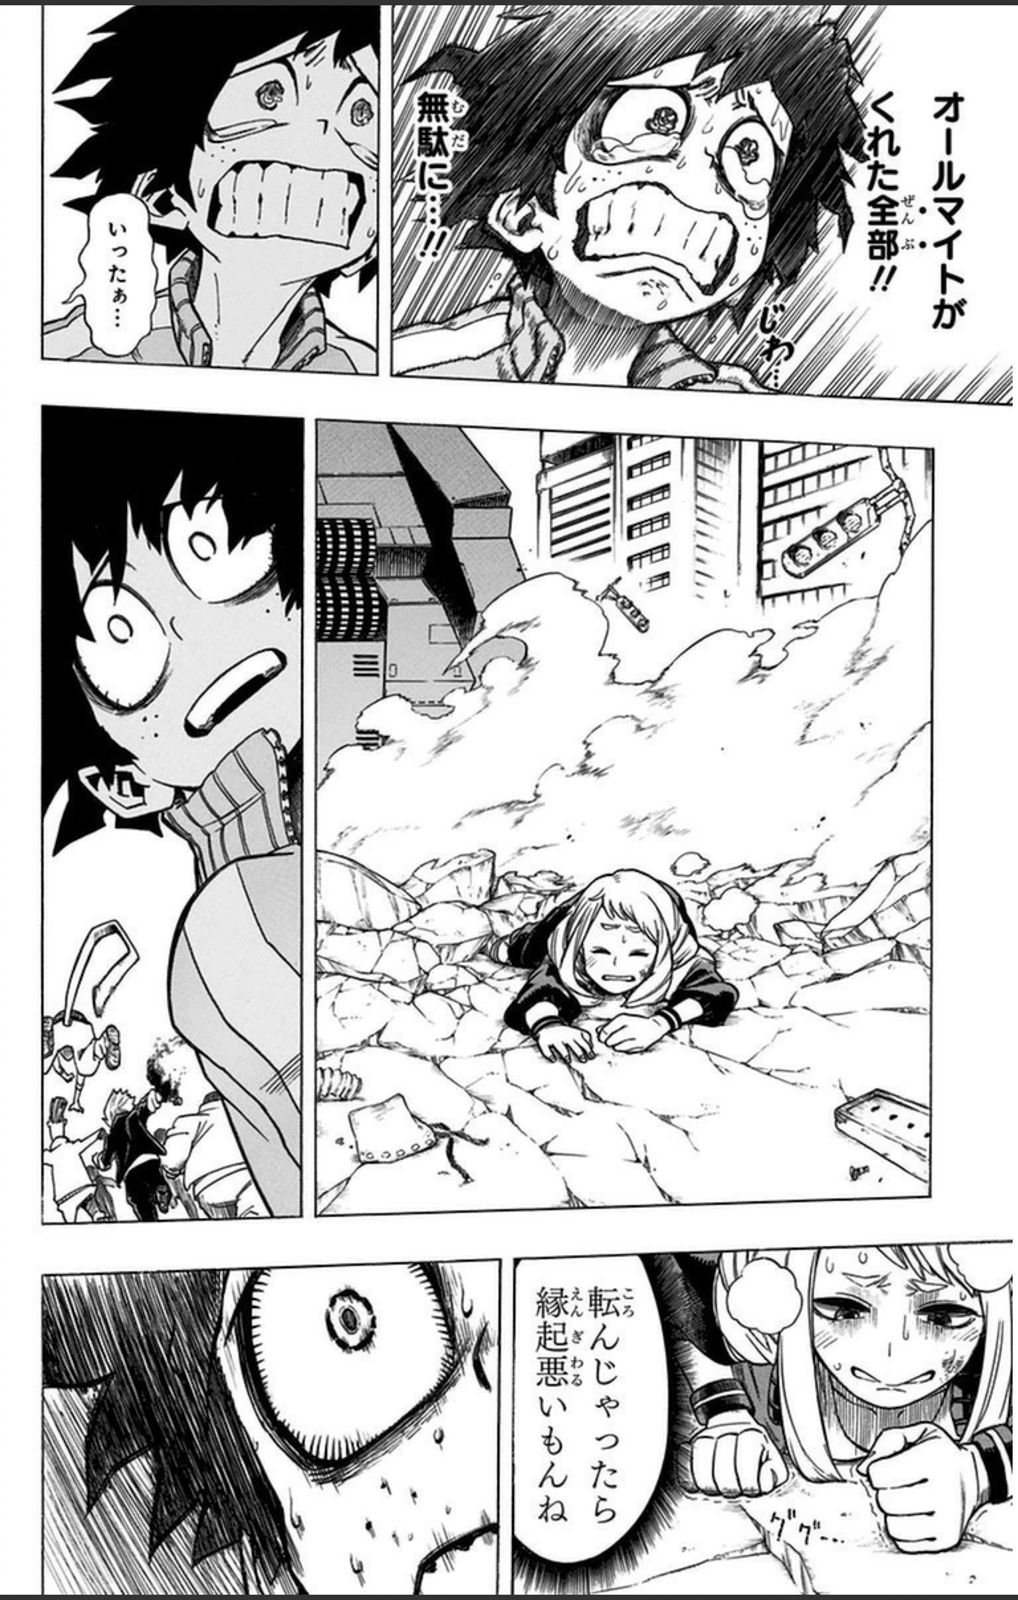 オールマイトが
くれた全部!!
無駄に…!!
じわ…
いったぁ…
転んじゃったら
縁起悪いもんね
グググ…